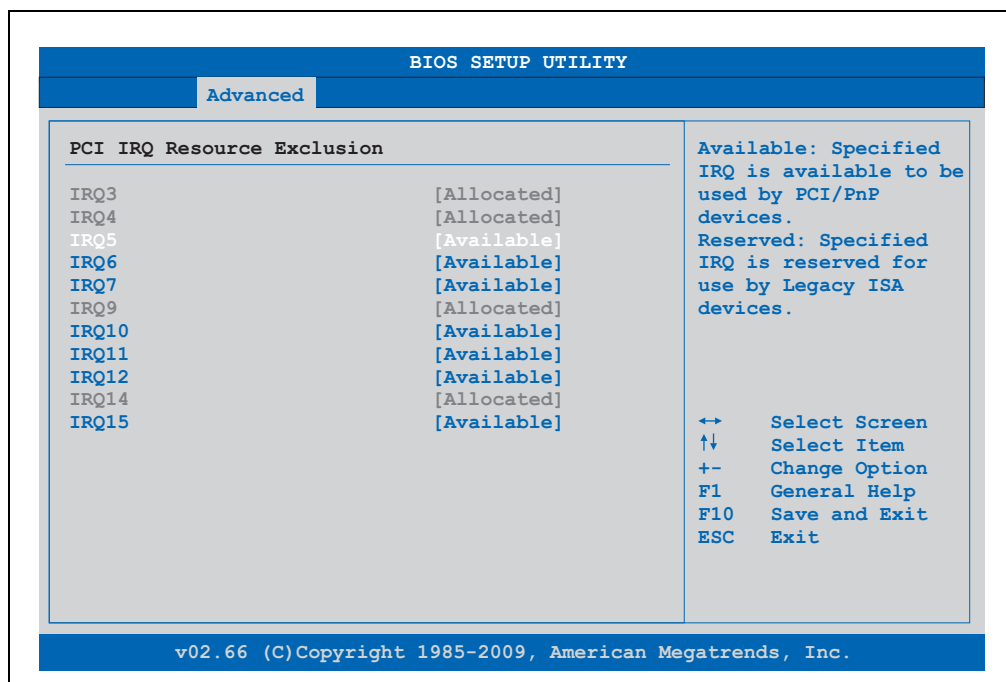 BIOS SETUP UTILITY
Advanced
PCI IRQ Resource Exclusion
IRQ3 [Allocated]
IRQ4 [Allocated]
IRQ5 [Available]
IRQ6 [Available]
IRQ7 [Available]
IRQ9 [Allocated]
IRQ10 [Available]
IRQ11 [Available]
IRQ12 [Available]
IRQ14 [Allocated]
IRQ15 [Available]
Available: Specified
IRQ is available to be
used by PCI/PnP
devices.
Reserved: Specified
IRQ is reserved for
use by Legacy ISA
devices.
↔ Select Screen
↑↓ Select Item
+- Change Option
F1 General Help
F10 Save and Exit
ESC Exit
v02.66 (C)Copyright 1985-2009, American Megatrends, Inc.